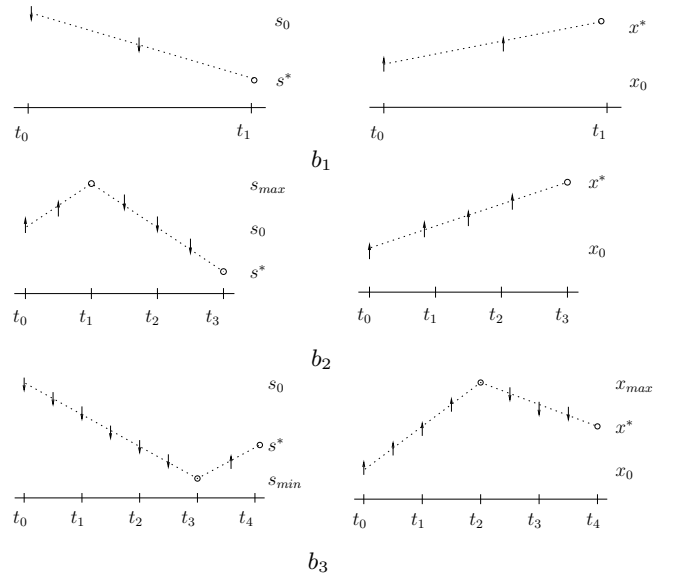 s₀ x*
s* x₀
t₀ t₁ t₀ t₁
b₁
sₘₐₓ x*
s₀ x₀
s*
t₀ t₁ t₂ t₃ t₀ t₁ t₂ t₃
b₂
s₀ xₘₐₓ
s* x*
sₘᵢₙ x₀
t₀ t₁ t₂ t₃ t₄ t₀ t₁ t₂ t₃ t₄
b₃